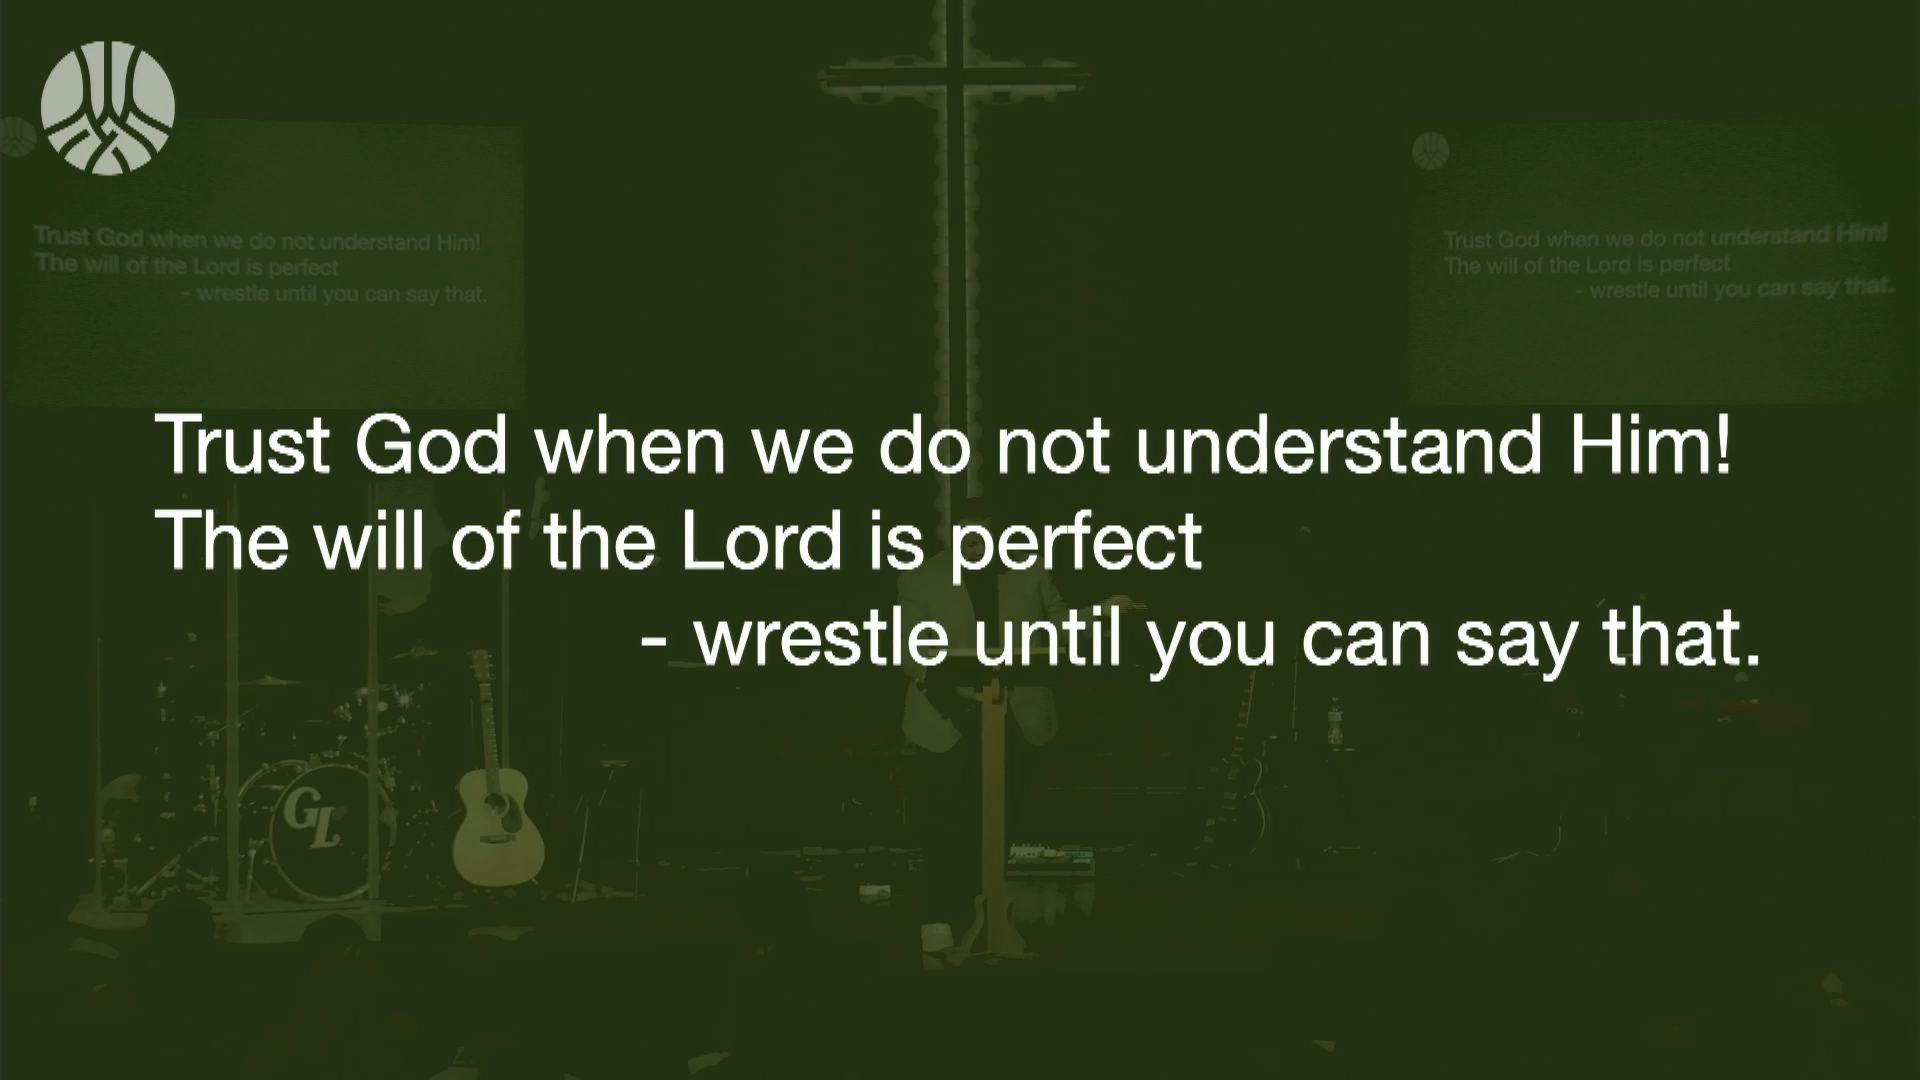 Trust God when we do not understand Him!
The will of the Lord is perfect
- wrestle until you can say that.
Trust God when we do not understand Him!
The will of the Lord is perfect
- wrestle until you can say that.
Trust God when we do not understand Him!
The will of the Lord is perfect
- wrestle until you can say that.
GL